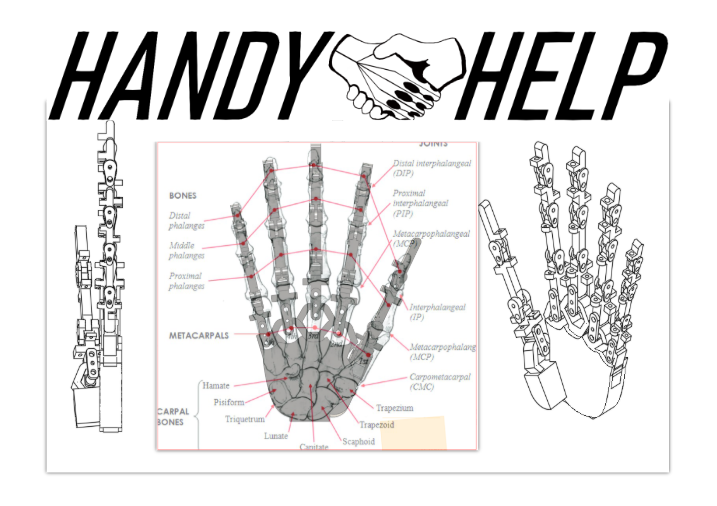 HANDY HELP
JOINTS
Distal interphalangeal
(DIP)
BONES
Distal
phalanges
Proximal
interphalangeal
(PIP)
Middle
phalanges
Metacarpophalangeal
(MCP)
Proximal
phalanges
Interphalangeal
(IP)
METACARPALS
3rd
Metacarpophalang
(MCP)
Carpometacarpal
(CMC)
Hamate
Pisiform
Triquetrum
Lunate
Capitate
Scaphoid
Trapezoid
Trapezium
CARPAL
BONES